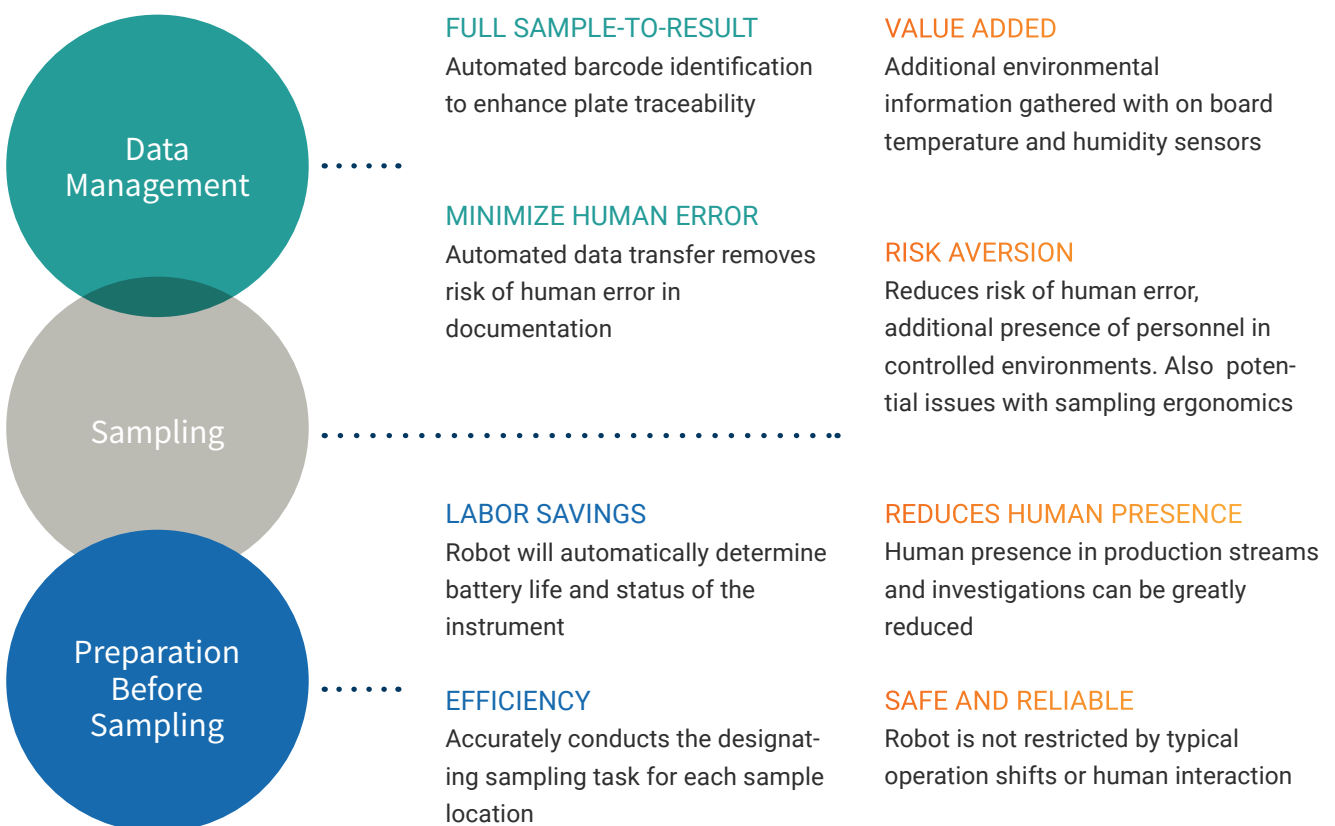 Data
Management
Sampling
Preparation
Before
Sampling
FULL SAMPLE-TO-RESULT
Automated barcode identification
to enhance plate traceability
MINIMIZE HUMAN ERROR
Automated data transfer removes
risk of human error in
documentation
LABOR SAVINGS
Robot will automatically determine
battery life and status of the
instrument
EFFICIENCY
Accurately conducts the designat-
ing sampling task for each sample
location
VALUE ADDED
Additional environmental
information gathered with on board
temperature and humidity sensors
RISK AVERSION
Reduces risk of human error,
additional presence of personnel in
controlled environments. Also  poten-
tial issues with sampling ergonomics
REDUCES HUMAN PRESENCE
Human presence in production streams
and investigations can be greatly
reduced
SAFE AND RELIABLE
Robot is not restricted by typical
operation shifts or human interaction